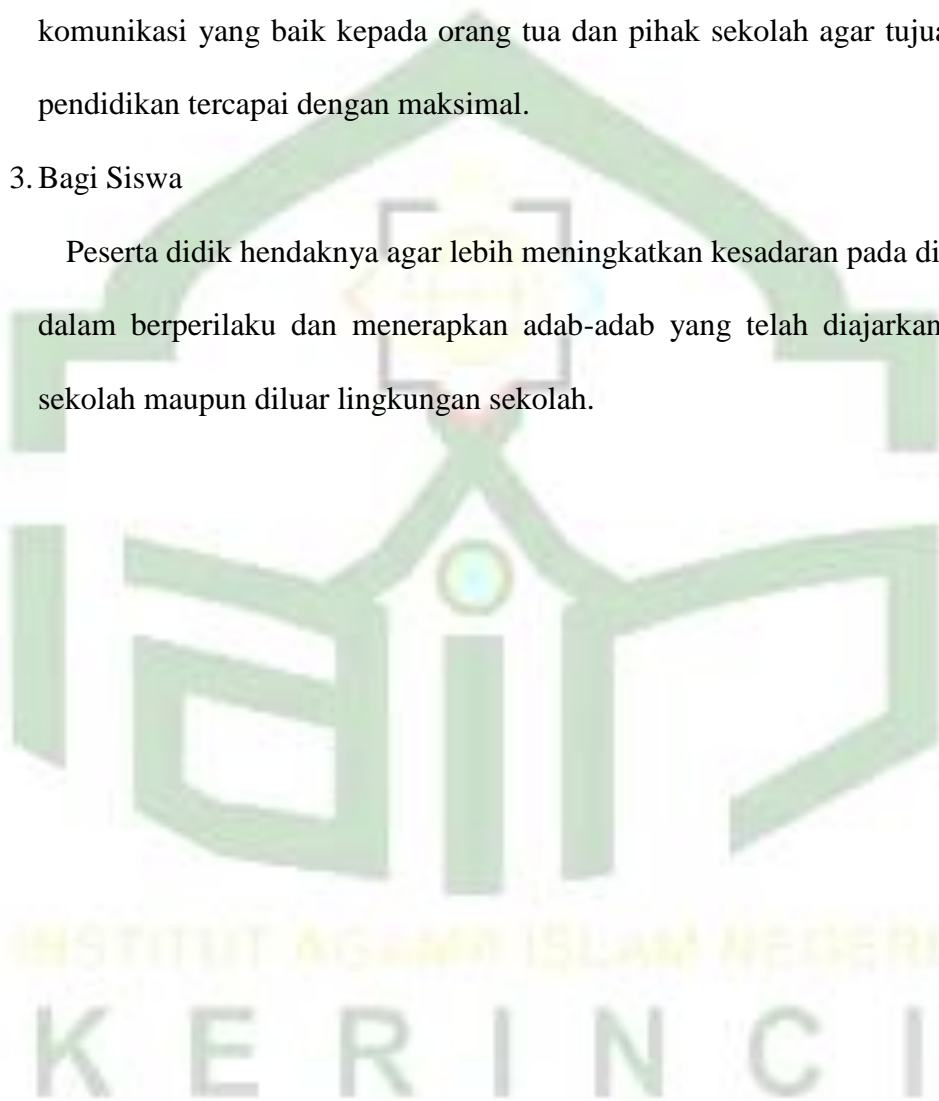 komunikasi yang baik kepada orang tua dan pihak sekolah agar
pendidikan tercapai dengan maksimal.
3. Bagi Siswa
Peserta didik hendaknya agar lebih meningkatkan kesadaran pada
dalam berperilaku dan menerapkan adab-adab yang telah diajarkan
sekolah maupun diluar lingkungan sekolah.
INSTITUT AGAMA ISLAM NEGERI
KERINCI